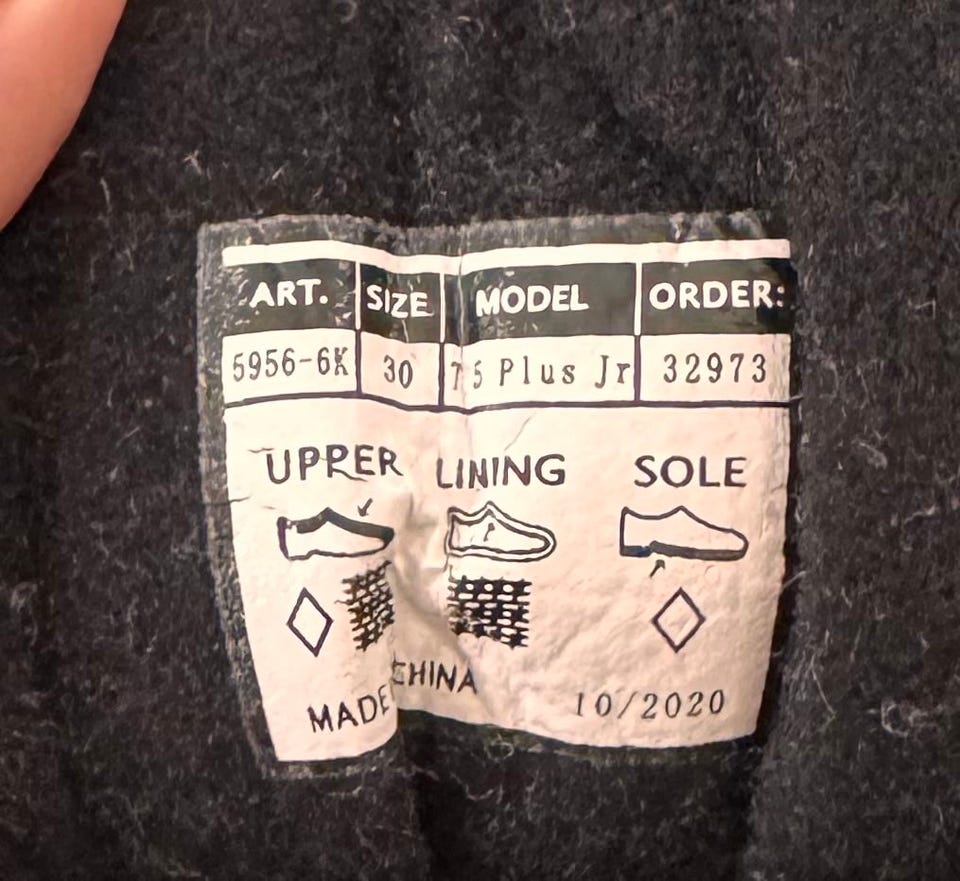 ART. SIZE MODEL ORDER:
5956-6K 30 5 Plus Jr 32973
UPPER LINING SOLE
MADE CHINA 10/2020